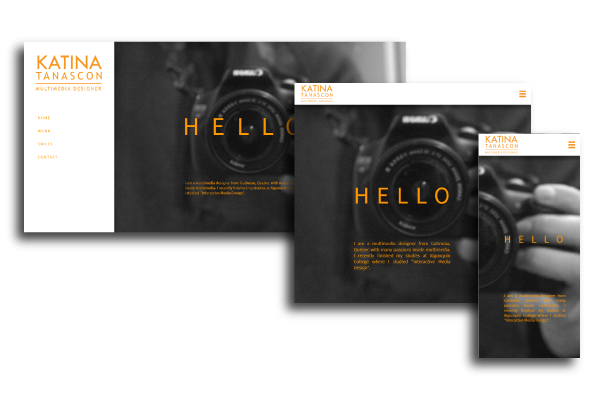 KATINA
TANASCON
MULTIMEDIA DESIGNER
HOME
WORK
SKILLS
CONTACT
HELLO
I am a multimedia designer from Gatineau, Quebec with
inside multimedia. I recently finished my studies at Algonquin
I studied "Interactive Media Design".
Canon
KATINA
TANASCON
MULTIMEDIA DESIGNER
HELLO
I am a multimedia designer from Gatineau,
Quebec with many passions inside multimedia.
I recently finished my studies at Algonquin
College where I studied "Interactive Media
Design".
KATINA
TANASCON
MULTIMEDIA DESIGNER
HELLO
I am a multimedia designer from
Gatineau, Quebec with many
passions inside multimedia. I
recently finished my studies at
Algonquin College where I studied
"Interactive Media Design".